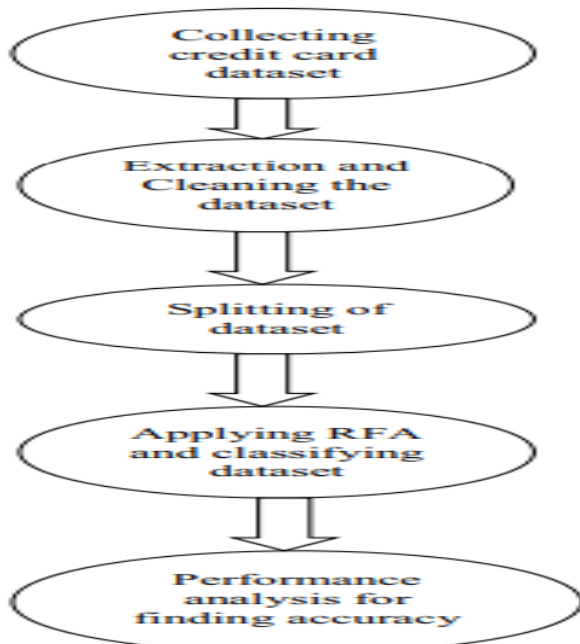 Collecting
credit card
dataset
Extraction and
Cleaning the
dataset
Splitting of
dataset
Applying RFA
and classifying
dataset
Performance
analysis for
finding accuracy